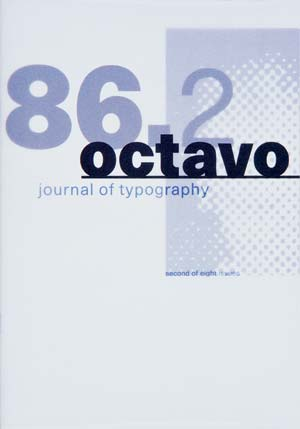 86.2
octavo
journal of typography
second of eight issues